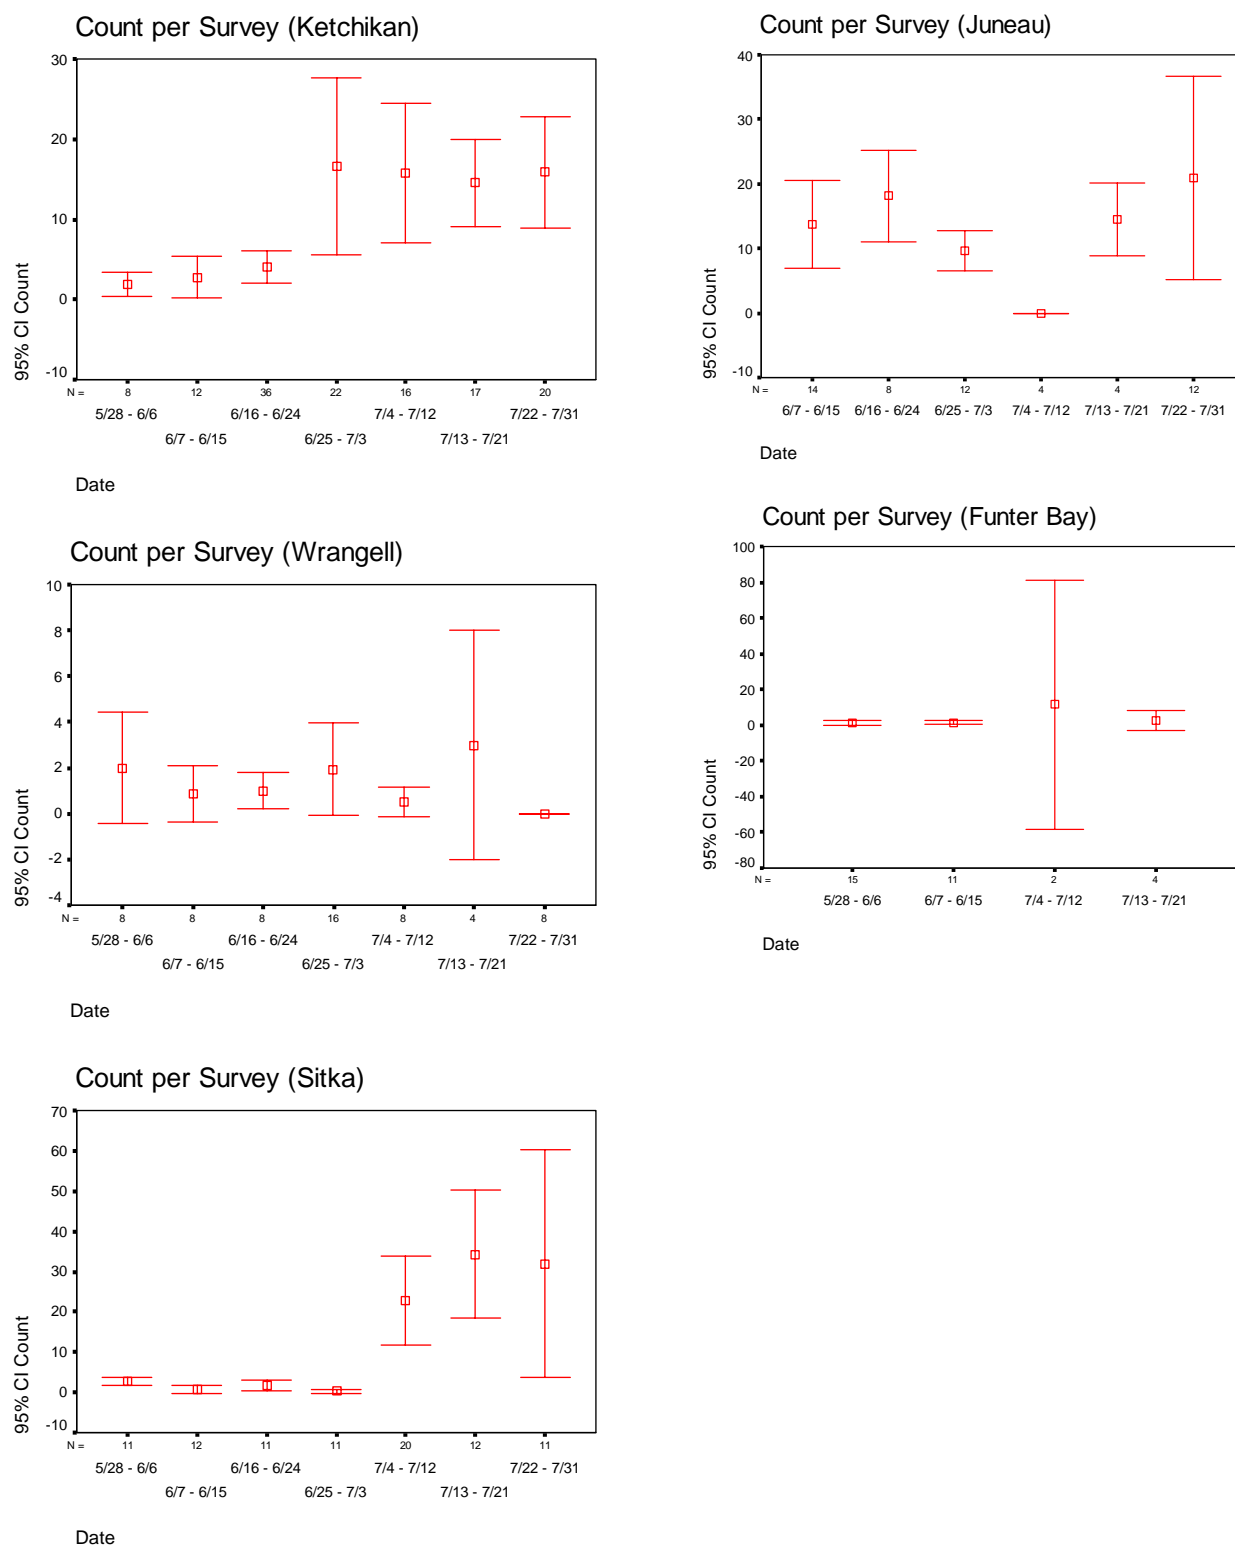 Count per Survey (Ketchikan)
30
20
10
0
-10
95% CI Count
N =
8
12
36
22
16
17
20
5/28 - 6/6
6/16 - 6/24
7/4 - 7/12
7/22 - 7/31
6/7 - 6/15
6/25 - 7/3
7/13 - 7/21
Date
Count per Survey (Juneau)
40
30
20
10
0
-10
95% CI Count
N =
14
8
12
4
4
12
6/7 - 6/15
6/16 - 6/24
6/25 - 7/3
7/4 - 7/12
7/13 - 7/21
7/22 - 7/31
Date
Count per Survey (Wrangell)
10
8
6
4
2
0
-2
-4
95% CI Count
N =
8
8
8
16
8
4
8
5/28 - 6/6
6/16 - 6/24
7/4 - 7/12
7/22 - 7/31
6/7 - 6/15
6/25 - 7/3
7/13 - 7/21
Date
Count per Survey (Funter Bay)
100
80
60
40
20
0
-20
-40
-60
-80
95% CI Count
N =
15
11
2
4
5/28 - 6/6
6/7 - 6/15
7/4 - 7/12
7/13 - 7/21
Date
Count per Survey (Sitka)
70
60
50
40
30
20
10
0
-10
95% CI Count
N =
11
12
11
11
20
12
11
5/28 - 6/6
6/16 - 6/24
7/4 - 7/12
7/22 - 7/31
6/7 - 6/15
6/25 - 7/3
7/13 - 7/21
Date